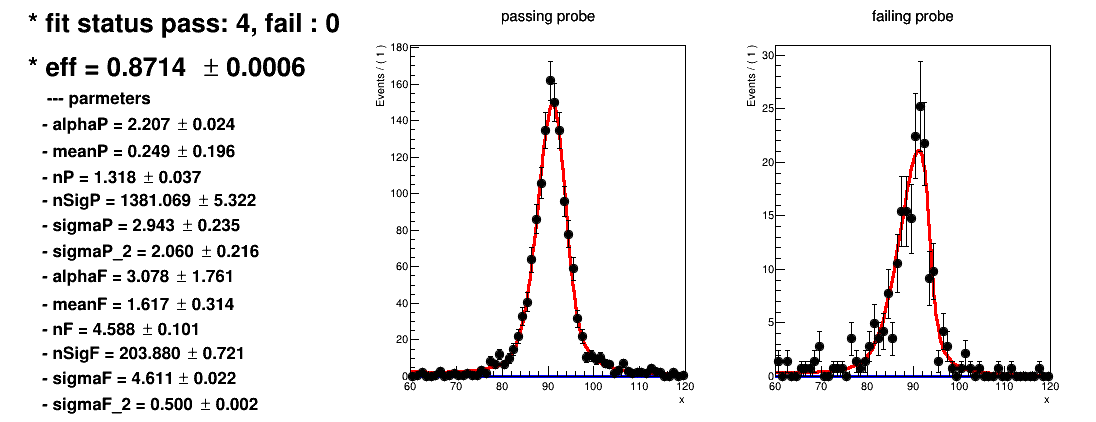 * fit status pass: 4, fail : 0
* eff = 0.8714 ± 0.0006
--- parmeters
- alphaP = 2.207 ± 0.024
- meanP = 0.249 ± 0.196
- nP = 1.318 ± 0.037
- nSigP = 1381.069 ± 5.322
- sigmaP = 2.943 ± 0.235
- sigmaP_2 = 2.060 ± 0.216
- alphaF = 3.078 ± 1.761
- meanF = 1.617 ± 0.314
- nF = 4.588 ± 0.101
- nSigF = 203.880 ± 0.721
- sigmaF = 4.611 ± 0.022
- sigmaF_2 = 0.500 ± 0.002
passing probe
Events / ( 1 )
180
160
140
120
100
80
60
40
20
0
60 70 80 90 100 110 120
x
failing probe
Events / ( 1 )
30
25
20
15
10
5
0
60 70 80 90 100 110 120
x